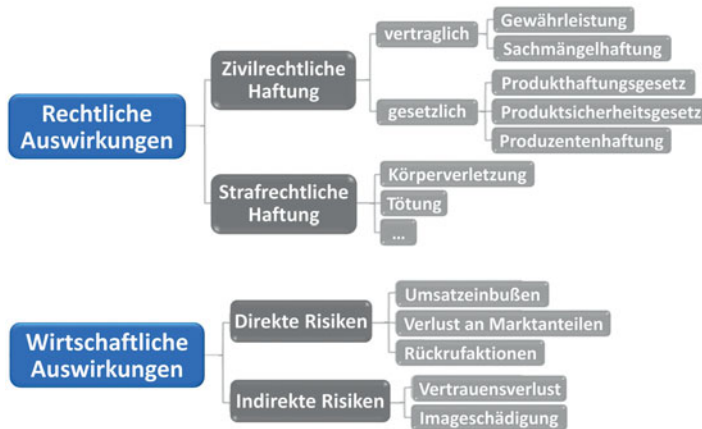 Rechtliche
Auswirkungen
Zivilrechtliche
Haftung
vertraglich
Gewährleistung
Sachmängelhaftung
gesetzlich
Produkthaftungsgesetz
Produktsicherheitsgesetz
Produzentenhaftung
Strafrechtliche
Haftung
Körperverletzung
Tötung
...
Wirtschaftliche
Auswirkungen
Direkte Risiken
Umsatzeinbußen
Verlust an Marktanteilen
Rückrufaktionen
Indirekte Risiken
Vertrauensverlust
Imageschädigung